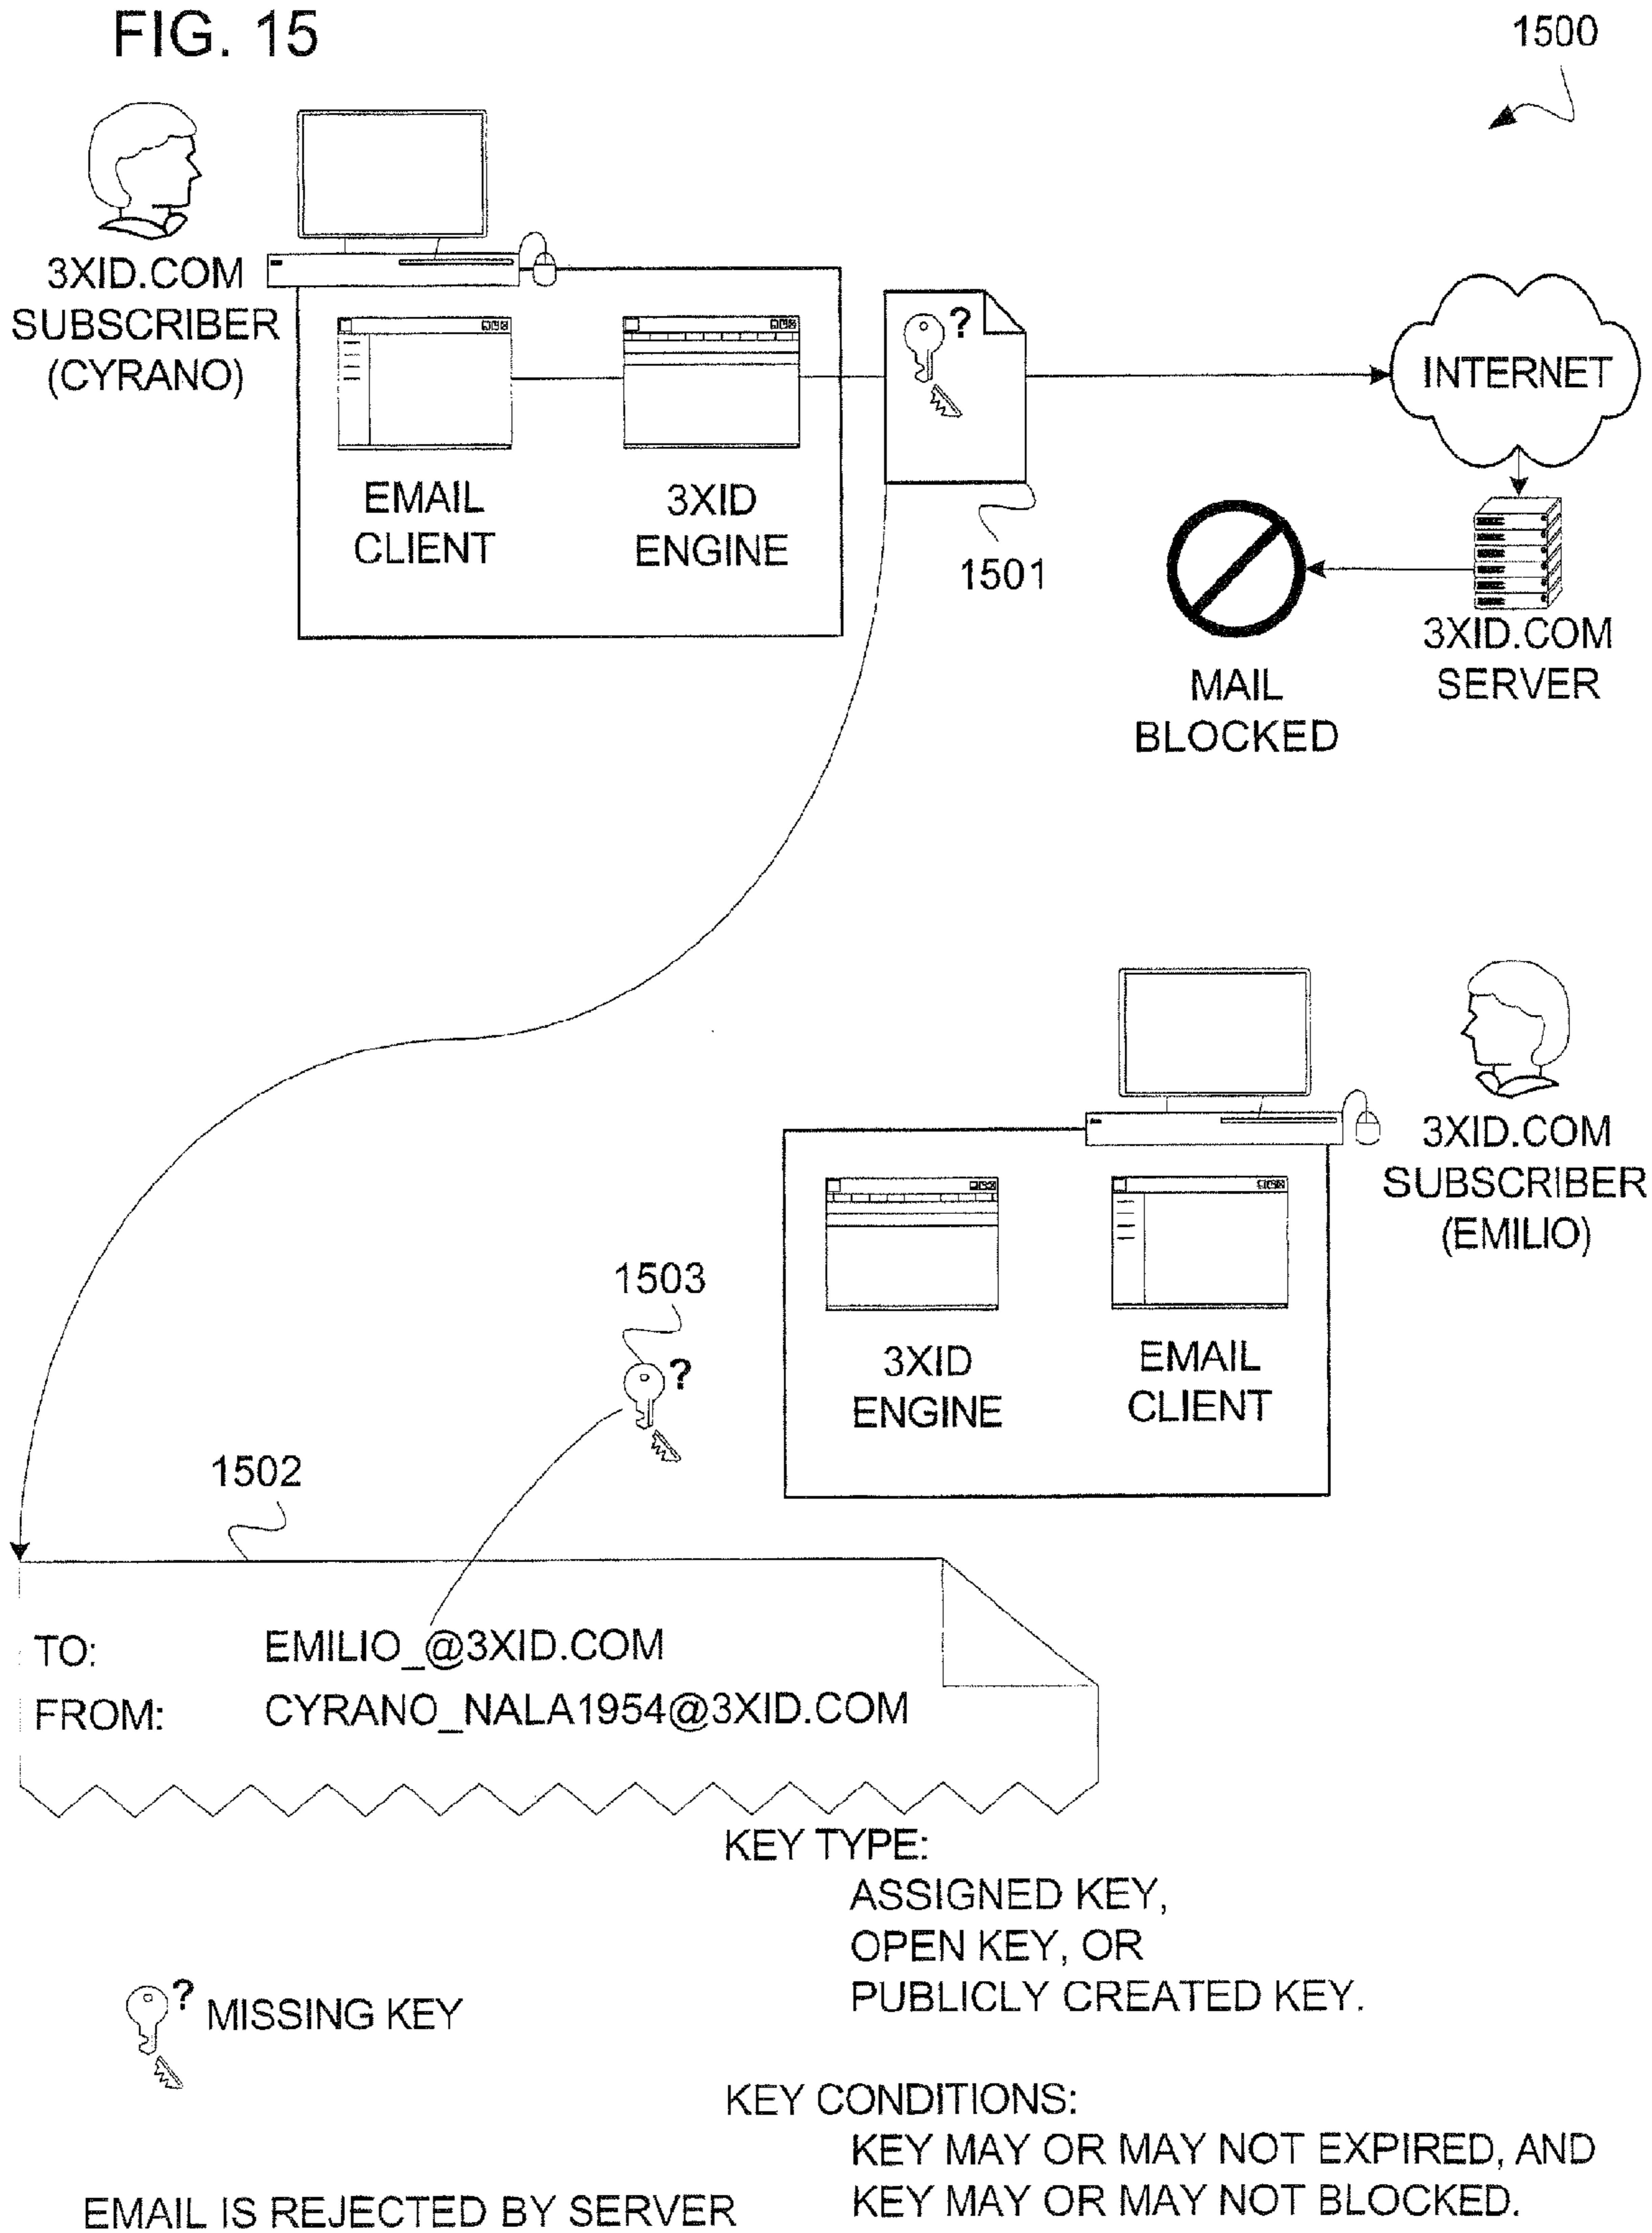 FIG. 15
1500
3XID.COM
SUBSCRIBER
(CYRANO)
EMAIL
CLIENT
3XID
ENGINE
?
1501
INTERNET
3XID.COM
SERVER
MAIL
BLOCKED
3XID.COM
SUBSCRIBER
(EMILIO)
3XID
ENGINE
EMAIL
CLIENT
1503
?
1502
TO: EMILIO_@3XID.COM
FROM: CYRANO_NALA1954@3XID.COM
KEY TYPE:
ASSIGNED KEY,
OPEN KEY, OR
PUBLICLY CREATED KEY.
? MISSING KEY
KEY CONDITIONS:
KEY MAY OR MAY NOT EXPIRED, AND
KEY MAY OR MAY NOT BLOCKED.
EMAIL IS REJECTED BY SERVER